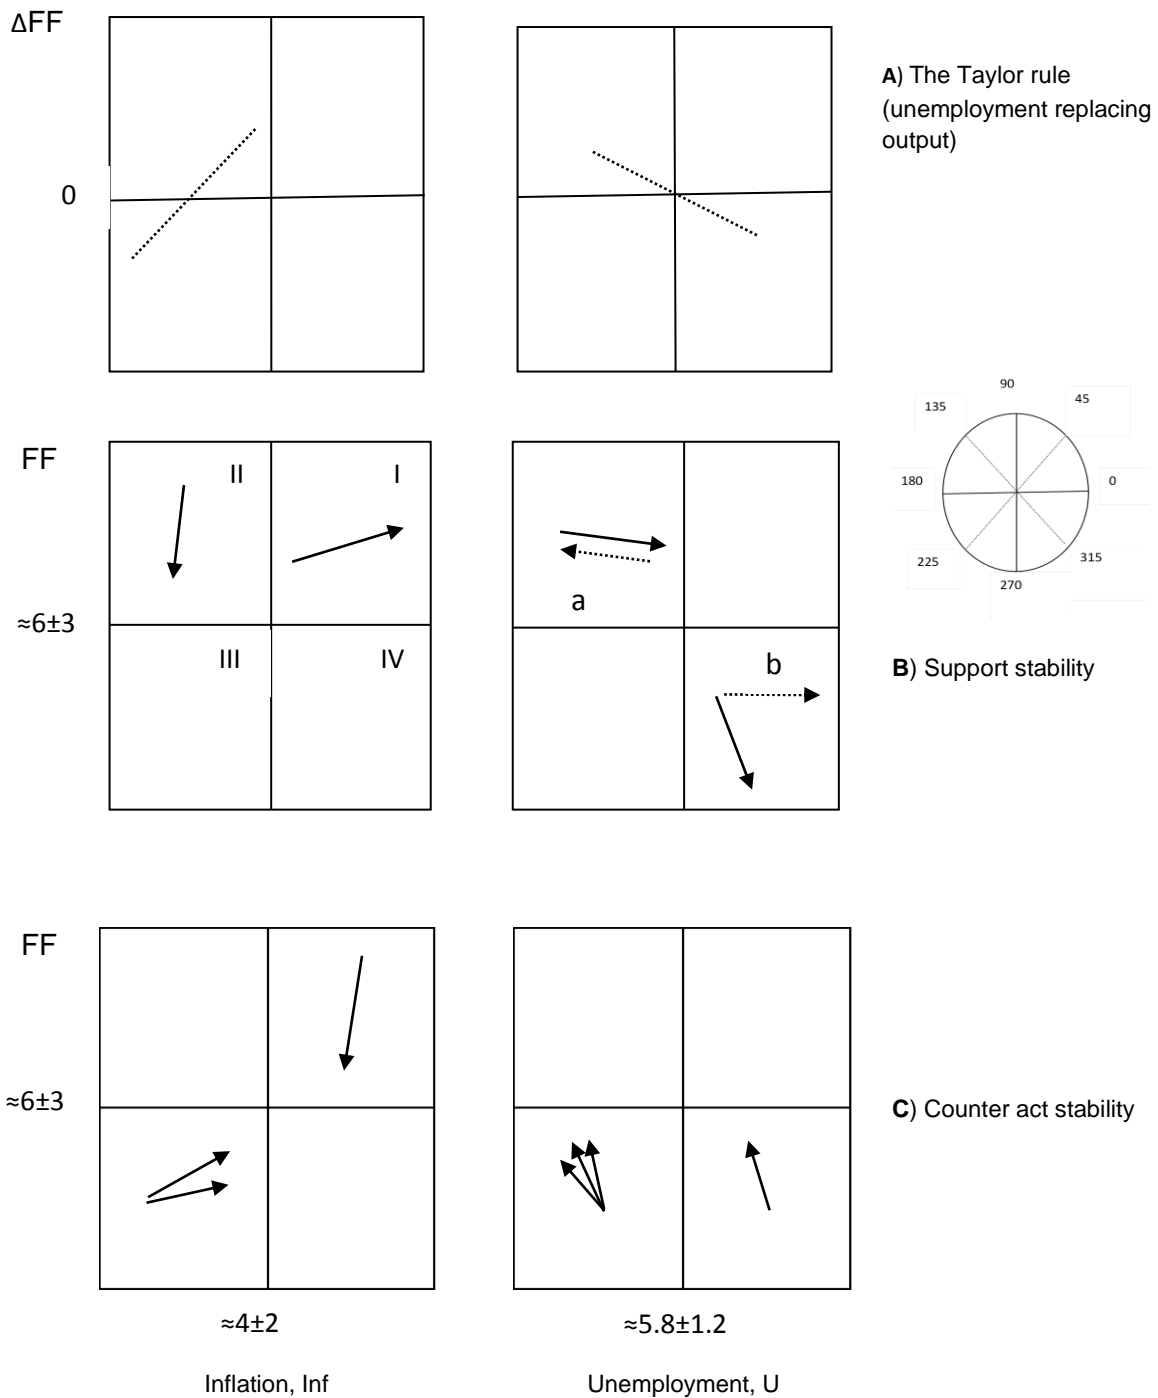 ΔFF
0
A) The Taylor rule
(unemployment replacing
output)
FF
≈6±3
II
I
III
IV
a
b
90
45
135
180
0
225
315
270
B) Support stability
FF
≈6±3
C) Counter act stability
≈4±2
≈5.8±1.2
Inflation, Inf
Unemployment, U